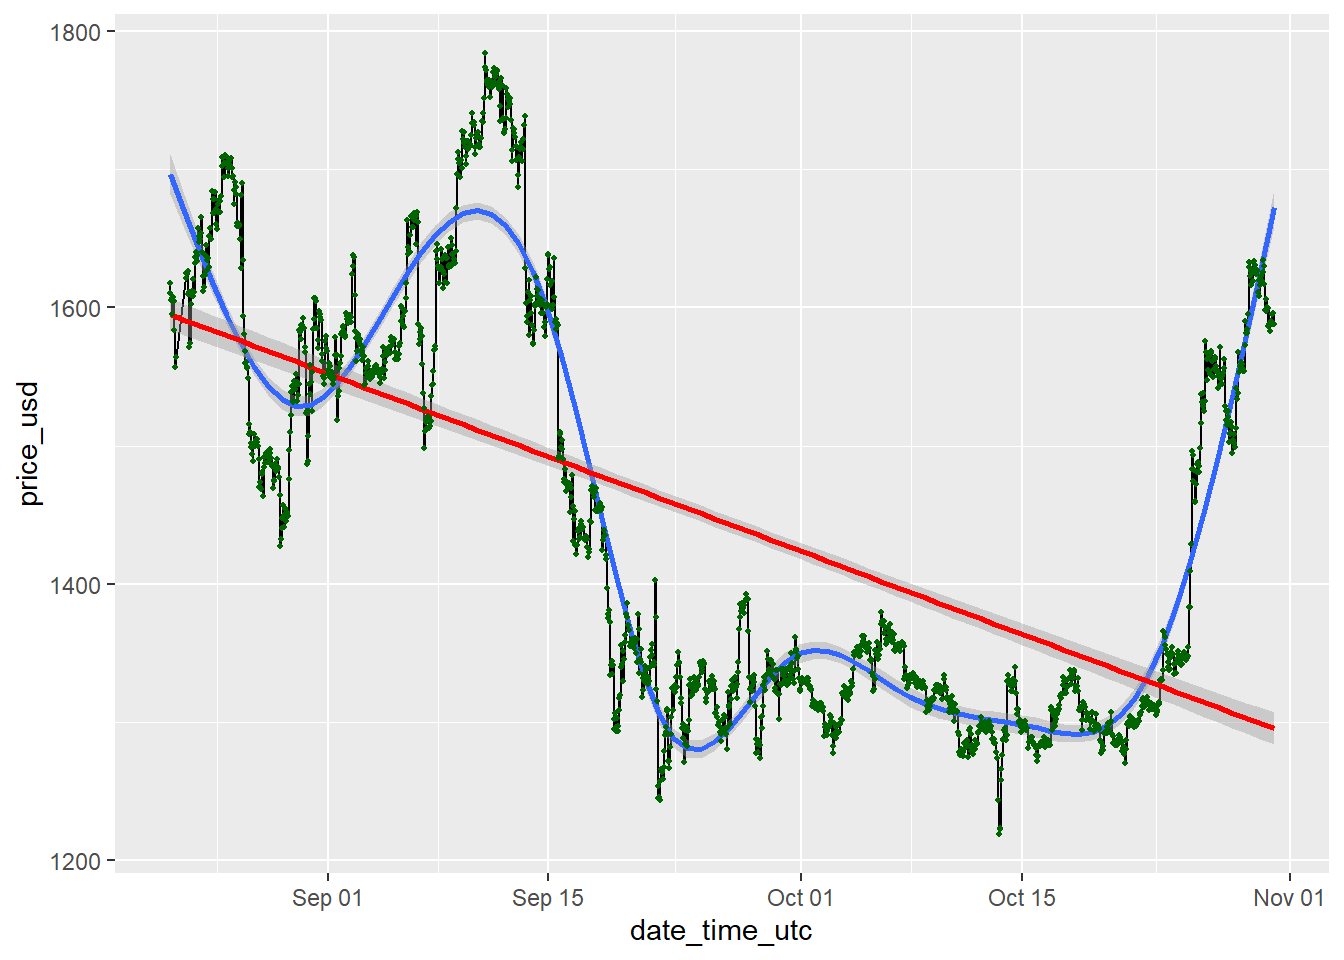 1800
1600
1400
1200
price_usd
Sep 01
Sep 15
Oct 01
Oct 15
Nov 01
date_time_utc